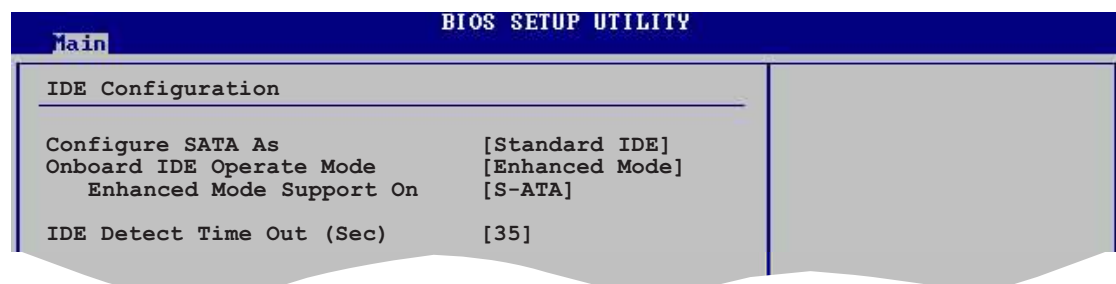 BIOS SETUP UTILITY
Main
IDE Configuration
Configure SATA As [Standard IDE]
Onboard IDE Operate Mode [Enhanced Mode]
Enhanced Mode Support On [S-ATA]
IDE Detect Time Out (Sec) [35]